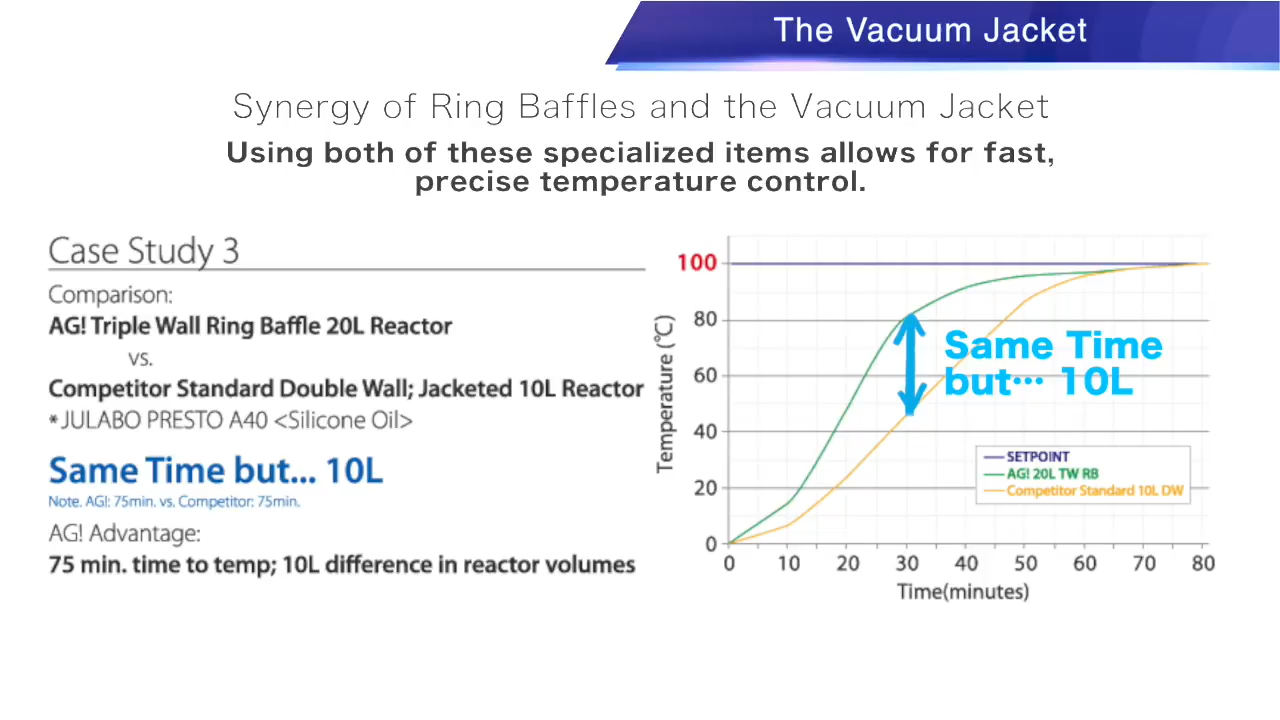 The Vacuum Jacket
Synergy of Ring Baffles and the Vacuum Jacket
Using both of these specialized items allows for fast,
precise temperature control.
Case Study 3
Comparison:
AG! Triple Wall Ring Baffle 20L Reactor
vs.
Competitor Standard Double Wall; Jacketed 10L Reactor
* JULABO PRESTO A40 <Silicone Oil>
Same Time but... 10L
Note. AG!: 75min. vs. Competitor: 75min.
AG! Advantage:
75 min. time to temp; 10L difference in reactor volumes
Temperature (℃)
100
80
60
40
20
0
Same Time
but… 10L
SETPOINT
AG! 20L TW RB
Competitor Standard 10L DW
0 10 20 30 40 50 60 70 80
Time(minutes)